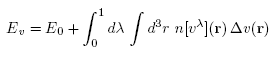 E_v = E_0 + \int_0^1 d\lambda \int d^3r \, n[v^\lambda](\mathbf{r}) \, \Delta v(\mathbf{r})